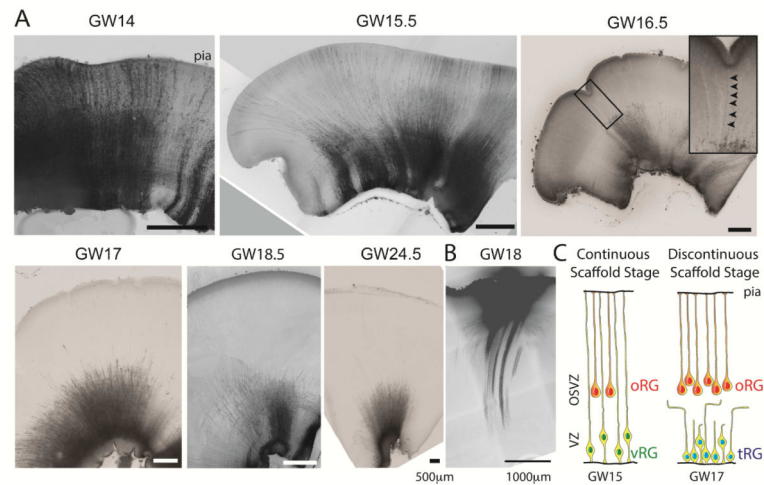 A
GW14
GW15.5
GW16.5
pia
GW17
GW18.5
GW24.5
500µm
B
GW18
1000µm
C
Continuous Scaffold Stage
Discontinuous Scaffold Stage
pia
OSVZ
oRG
oRG
VZ
vRG
tRG
GW15
GW17